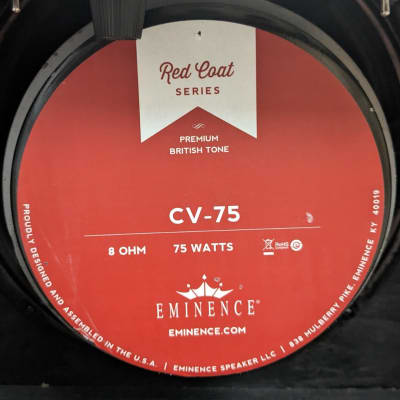 Red Coat
SERIES
PREMIUM
BRITISH TONE
CV-75
8 OHM 75 WATTS RoHS
EMINENCE®
EMINENCE.COM
PROUDLY DESIGNED AND ASSEMBLED IN THE U.S.A. | EMINENCE SPEAKER LLC | 838 MULBERRY PIKE, EMINENCE KY 40019